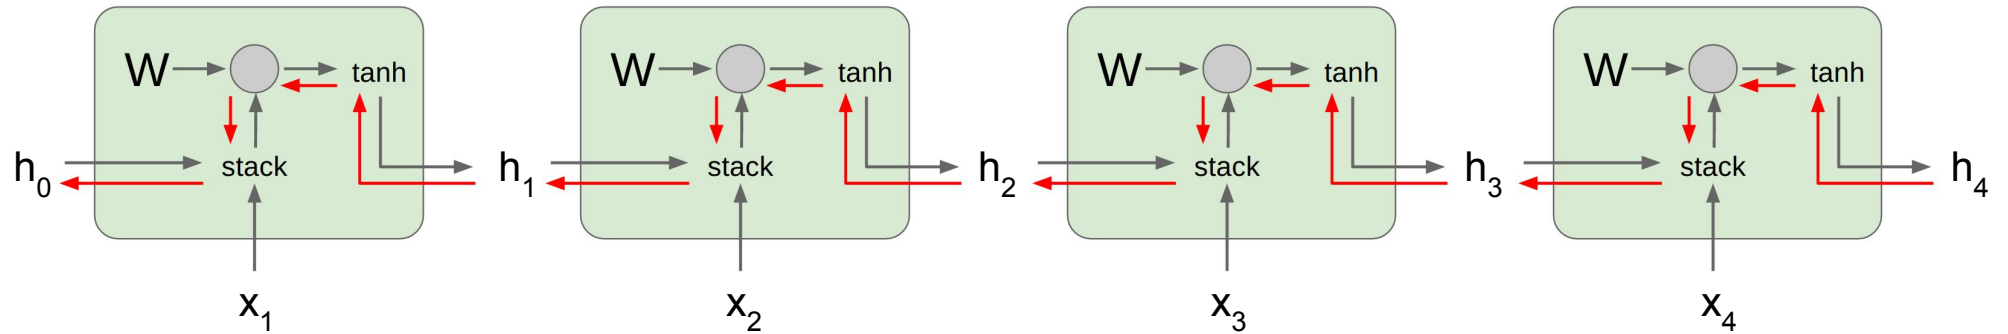 W tanh W tanh W tanh W tanh
h0 stack h1 stack h2 stack h3 stack h4
x1 x2 x3 x4